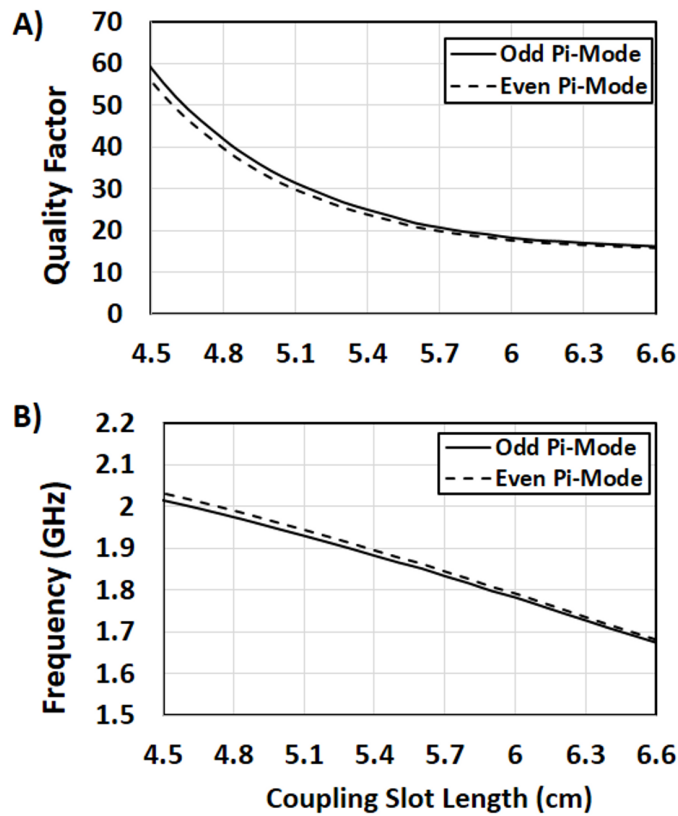 A)
70
60
50
40
30
20
10
0
Quality Factor
Odd Pi-Mode
Even Pi-Mode
4.5 4.8 5.1 5.4 5.7 6 6.3 6.6
B)
2.2
2.1
2
1.9
1.8
1.7
1.6
1.5
Frequency (GHz)
Odd Pi-Mode
Even Pi-Mode
4.5 4.8 5.1 5.4 5.7 6 6.3 6.6
Coupling Slot Length (cm)